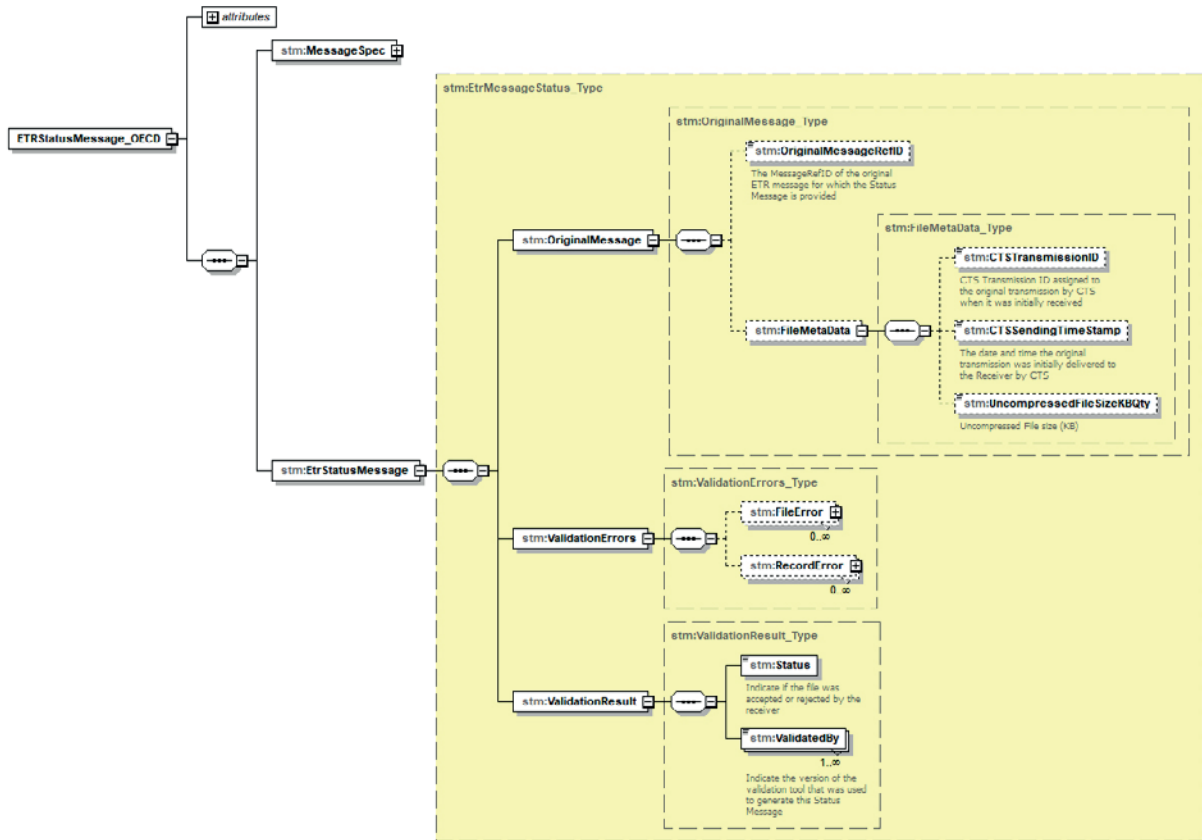 attributes
stm:MessageSpec
stm:EtrMessageStatus_Type
stm:OriginalMessage_Type
ETRStatusMessage_OECD
stm:OriginalMessageRefID
The MessageRefID of the original
ETR message for which the Status
Message is provided
stm:FileMetaData_Type
stm:OriginalMessage
stm:CTSTransmissionID
CTS Transmission ID assigned to
the original transmission by CTS
when it was initially received
stm:FileMetaData
stm:CTSSendingTimeStamp
The date and time the original
transmission was initially delivered to
the Receiver by CTS
stm:UncompressedFileSizeKBQty
Uncompressed File size (KB)
stm:EtrStatusMessage
stm:ValidationErrors_Type
stm:FileError
0..∞
stm:ValidationErrors
stm:RecordError
0..∞
stm:ValidationResult_Type
stm:Status
Indicate if the file was
accepted or rejected by the
receiver
stm:ValidationResult
stm:ValidatedBy
1..∞
Indicate the version of the
validation tool that was used
to generate this Status
Message